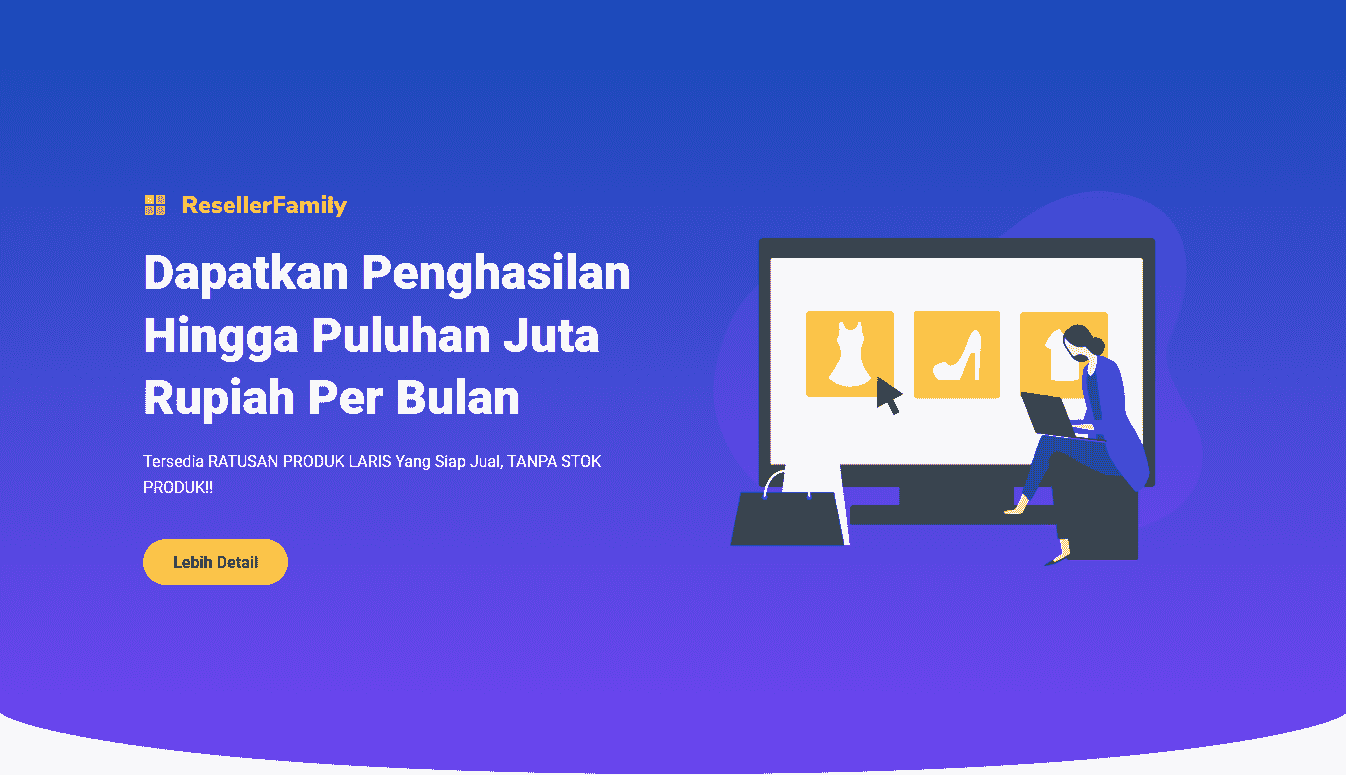 ResellerFamily
Dapatkan Penghasilan
Hingga Puluhan Juta
Rupiah Per Bulan
Tersedia RATUSAN PRODUK LARIS Yang Siap Jual, TANPA STOK
PRODUK!!
Lebih Detail